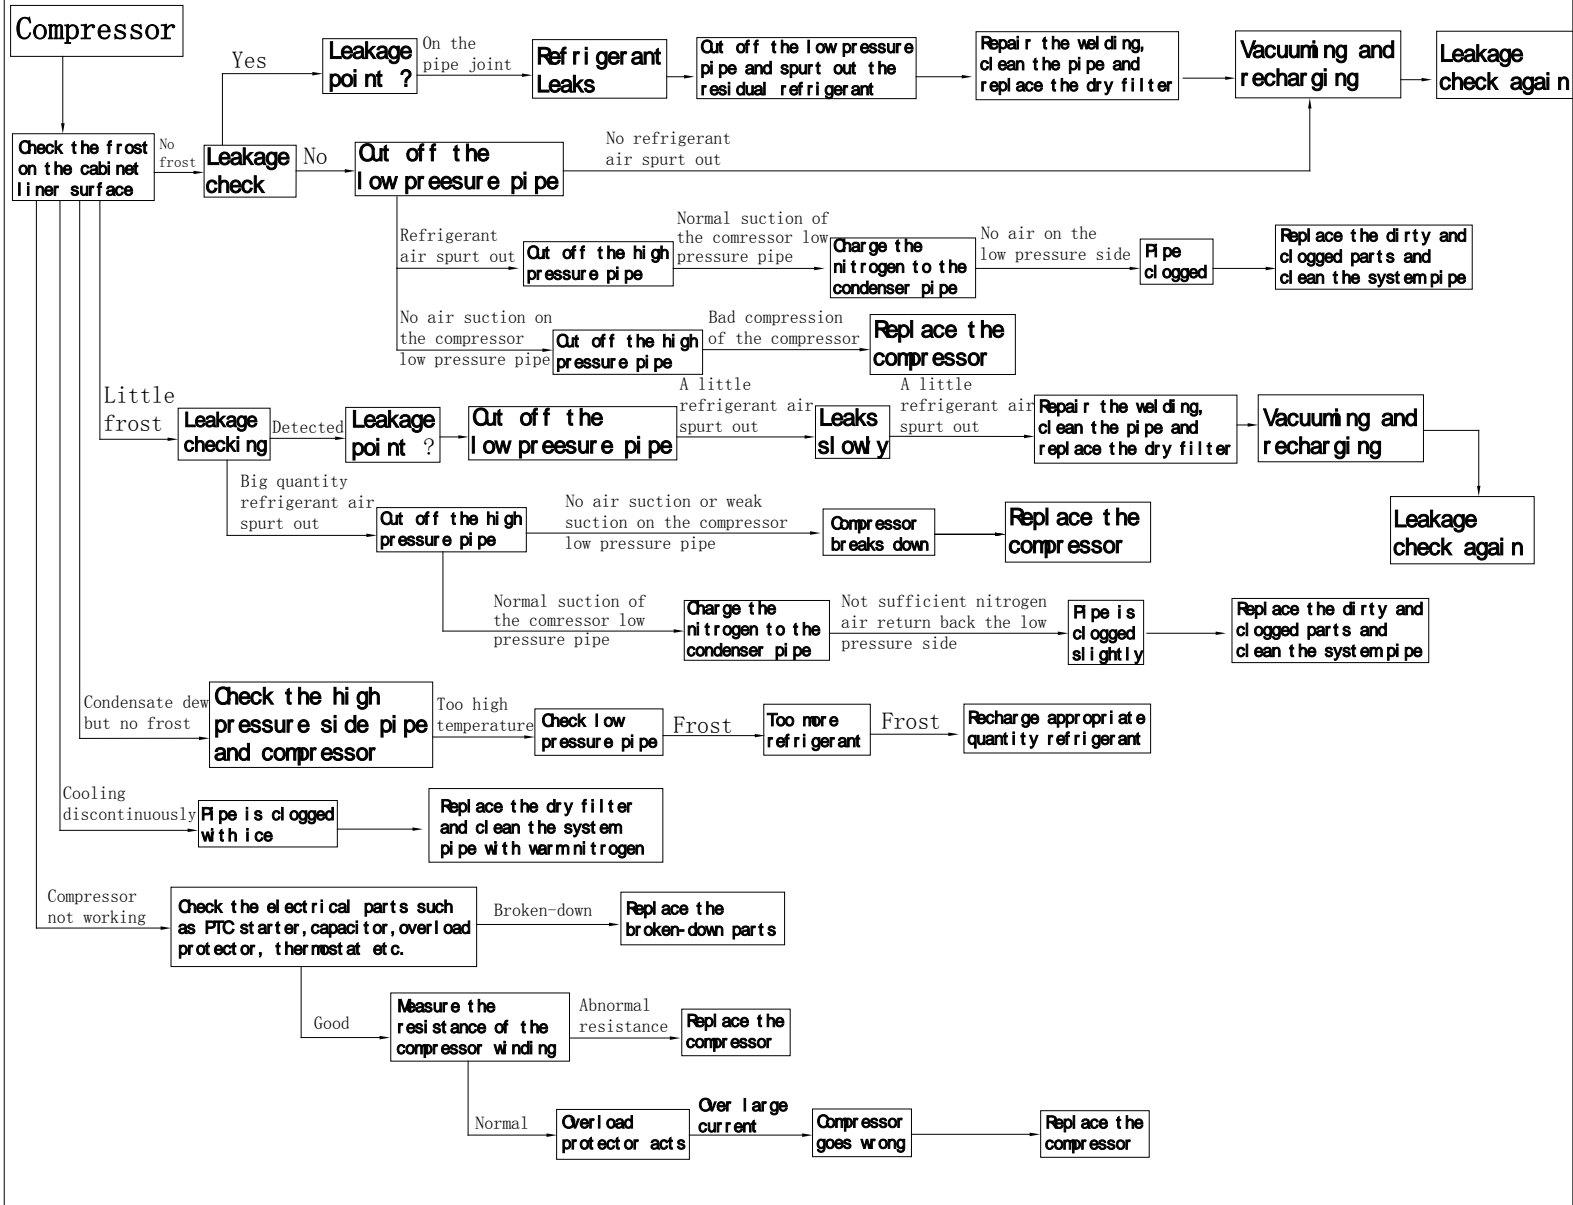 Compressor
Yes
Leakage
point ?
On the
pipe joint
Refrigerant
Leaks
Cut off the low pressure
pipe and spurt out the
residual refrigerant
Repair the welding,
clean the pipe and
replace the dry filter
Vacuuming and
recharging
Leakage
check again
Check the frost
on the cabinet
liner surface
No
frost
Leakage
check
No
Cut off the
low preesure pipe
No refrigerant
air spurt out
Refrigerant
air spurt out
Cut off the high
pressure pipe
Normal suction of
the comressor low
pressure pipe
Charge the
nitrogen to the
condenser pipe
No air on the
low pressure side
Pipe
clogged
Replace the dirty and
clogged parts and
clean the system pipe
No air suction on
the compressor
low pressure pipe
Cut off the high
pressure pipe
Bad compression
of the compressor
Replace the
compressor
Little
frost
Leakage
checking
Detected
Leakage
point ?
Cut off the
low preesure pipe
A little
refrigerant air
spurt out
Leaks
slowly
A little
refrigerant air
spurt out
Repair the welding,
clean the pipe and
replace the dry filter
Vacuuming and
recharging
Leakage
check again
Big quantity
refrigerant air
spurt out
Cut off the high
pressure pipe
No air suction or weak
suction on the compressor
low pressure pipe
Compressor
breaks down
Replace the
compressor
Normal suction of
the comressor low
pressure pipe
Charge the
nitrogen to the
condenser pipe
Not sufficient nitrogen
air return back the low
pressure side
Pipe is
clogged
slightly
Replace the dirty and
clogged parts and
clean the system pipe
Condensate dew
but no frost
Check the high
pressure side pipe
and compressor
Too high
temperature
Check low
pressure pipe
Frost
Too more
refrigerant
Frost
Recharge appropriate
quantity refrigerant
Cooling
discontinuously
Pipe is clogged
with ice
Replace the dry filter
and clean the system
pipe with warm nitrogen
Compressor
not working
Check the electrical parts such
as PTC starter, capacitor, overload
protector, thermostat etc.
Broken-down
Replace the
broken-down parts
Good
Measure the
resistance of the
compressor winding
Abnormal
resistance
Replace the
compressor
Normal
Overload
protector acts
Over large
current
Compressor
goes wrong
Replace the
compressor